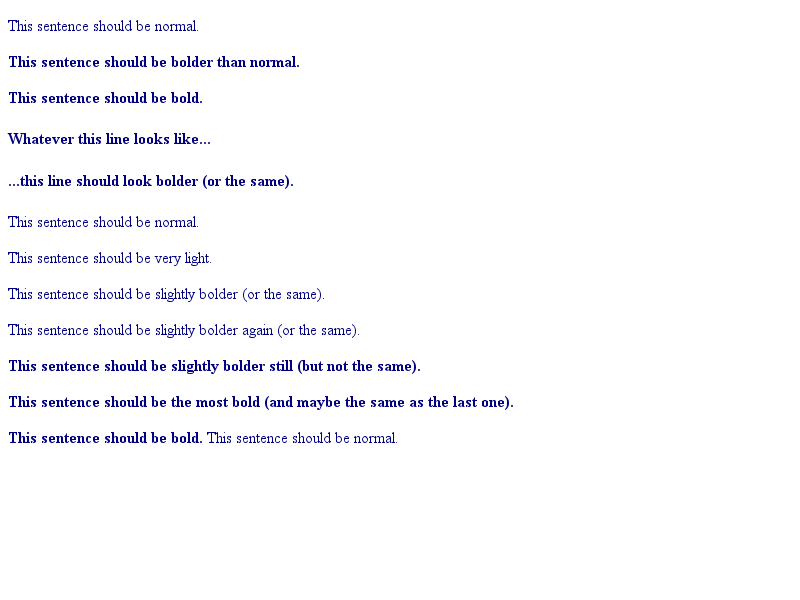 This sentence should be normal.
This sentence should be bolder than normal.
This sentence should be bold.
Whatever this line looks like...
...this line should look bolder (or the same).
This sentence should be normal.
This sentence should be very light.
This sentence should be slightly bolder (or the same).
This sentence should be slightly bolder again (or the same).
This sentence should be slightly bolder still (but not the same).
This sentence should be the most bold (and maybe the same as the last one).
This sentence should be bold. This sentence should be normal.